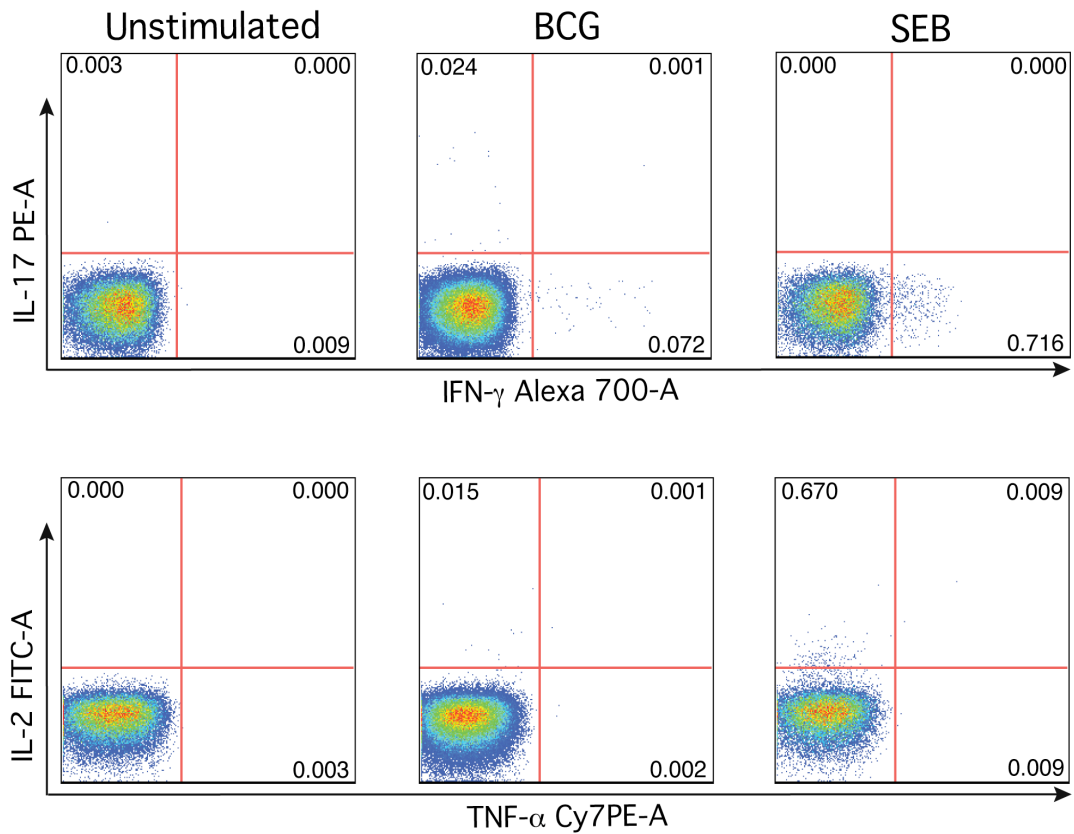 Unstimulated BCG SEB
0.003 0.000 0.024 0.001 0.000 0.000
IL-17 PE-A
0.009 0.072 0.716
IFN-γ Alexa 700-A
0.000 0.000 0.015 0.001 0.670 0.009
IL-2 FITC-A
0.003 0.002 0.009
TNF-α Cy7PE-A